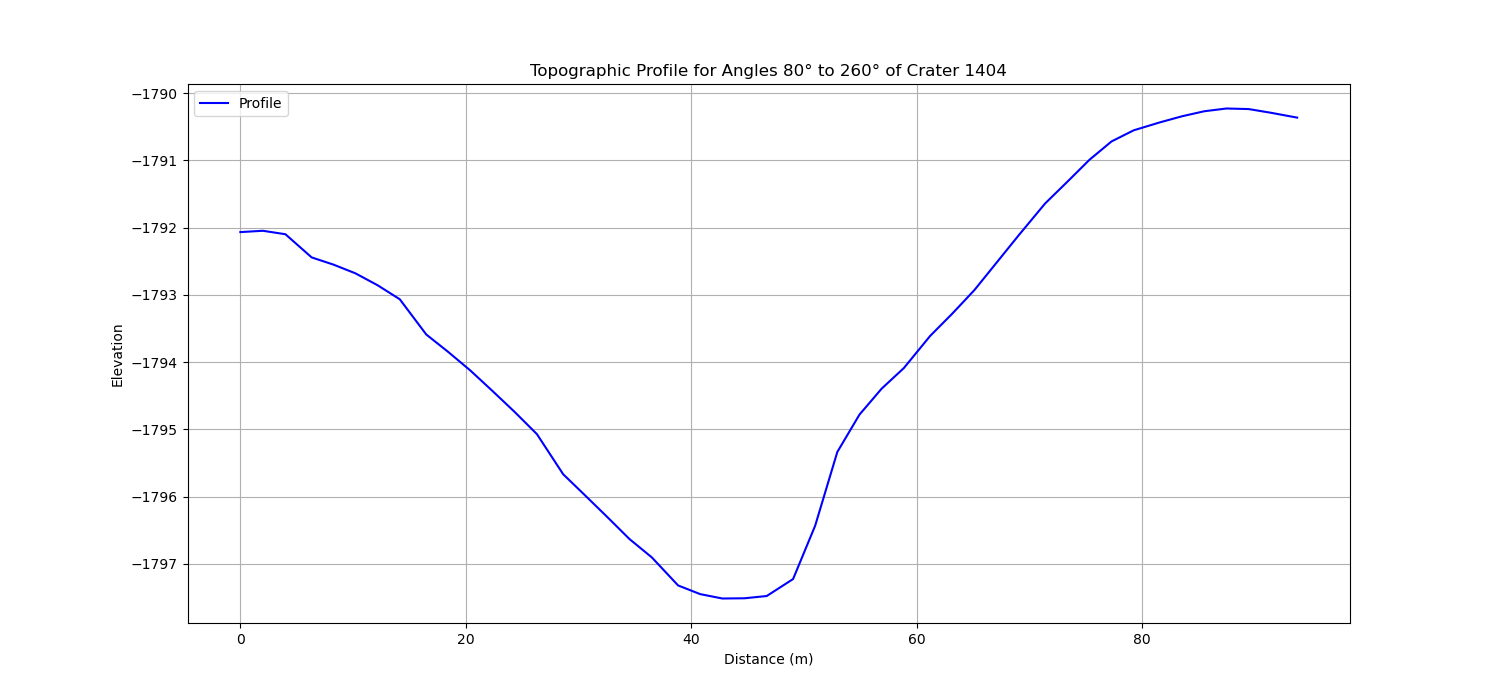 Topographic Profile for Angles 80° to 260° of Crater 1404
Profile
−1790
−1791
−1792
−1793
−1794
−1795
−1796
−1797
Elevation
0 20 40 60 80
Distance (m)